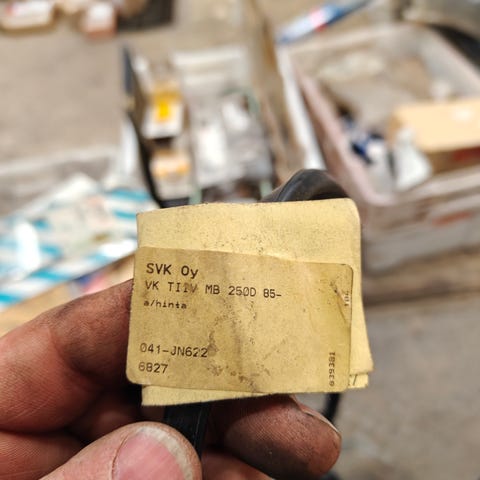 SVK Oy
VK TIIV MB 250D 85-
a/hinta
041-JN622
6827